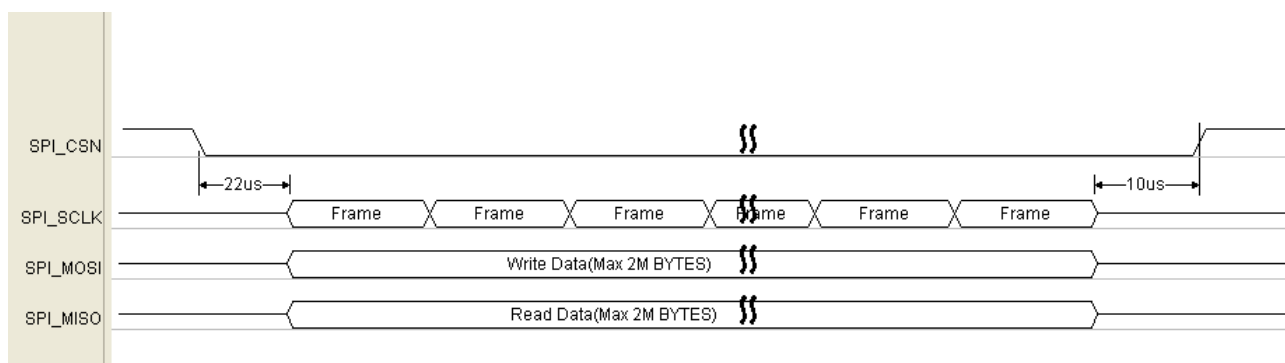 SPI_CSN
22us
10us
SPI_SCLK Frame Frame Frame Frame Frame Frame
SPI_MOSI Write Data(Max 2M BYTES)
SPI_MISO Read Data(Max 2M BYTES)